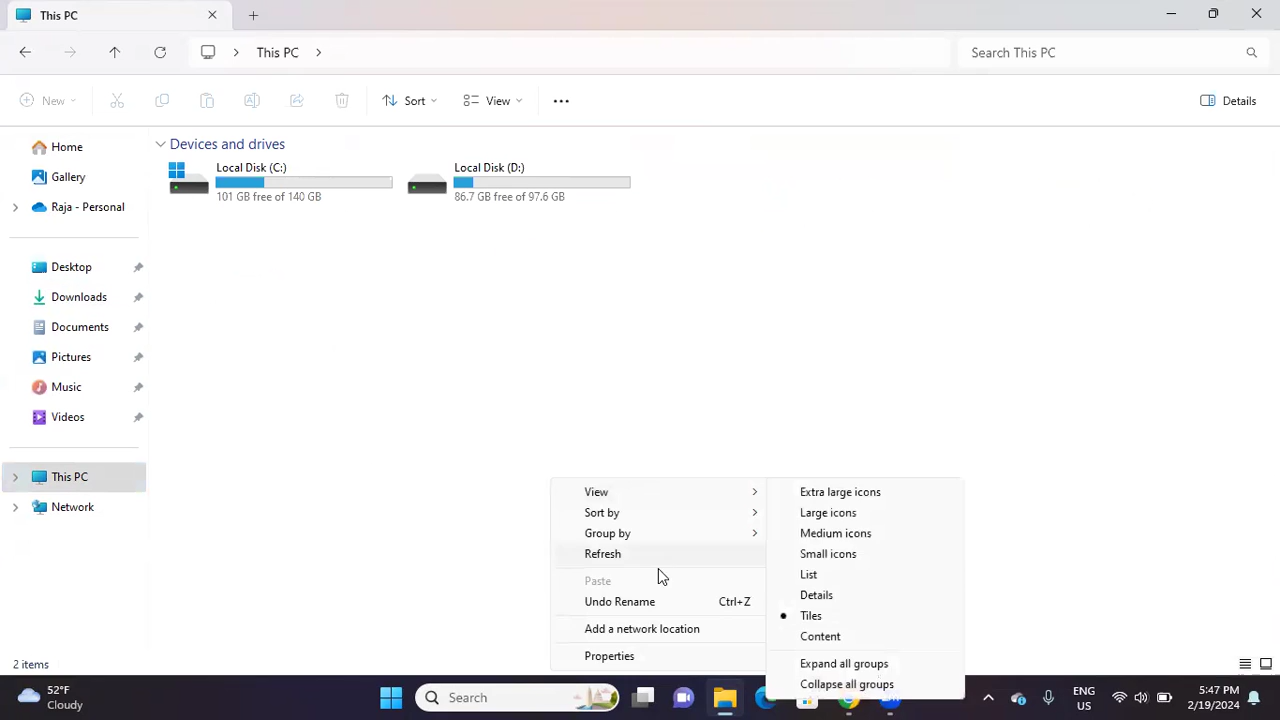 This PC
This PC
Search This PC
New
Sort
View
Details
Home
Gallery
Raja - Personal
Desktop
Downloads
Documents
Pictures
Music
Videos
This PC
Network
Devices and drives
Local Disk (C:)
101 GB free of 140 GB
Local Disk (D:)
86.7 GB free of 97.6 GB
View
Sort by
Group by
Refresh
Paste
Undo Rename Ctrl+Z
Add a network location
Properties
Extra large icons
Large icons
Medium icons
Small icons
List
Details
Tiles
Content
Expand all groups
Collapse all groups
2 items
52°F
Cloudy
Search
ENG
US
5:47 PM
2/19/2024